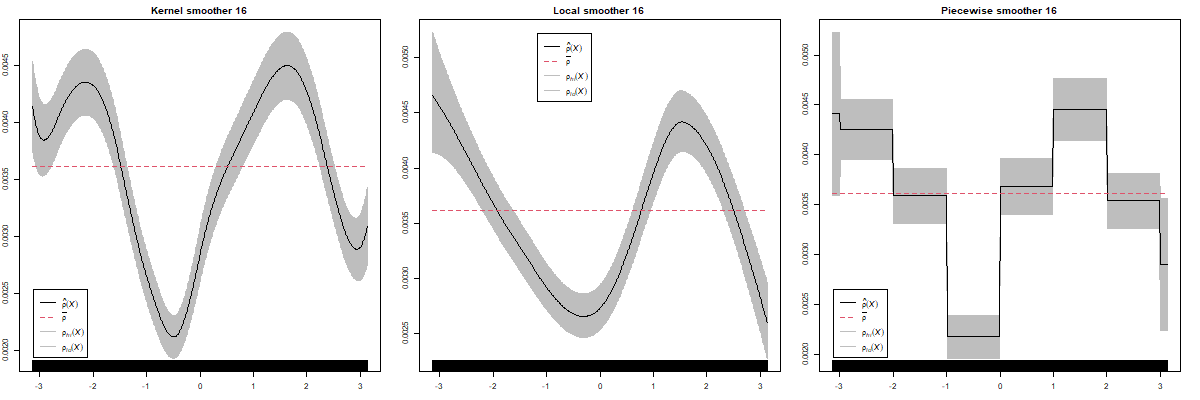 Kernel smoother 16
0.0045
0.0040
0.0035
0.0030
0.0025
0.0020
ρ̂(X)
ρ̄
ρhi(X)
ρlo(X)
-3 -2 -1 0 1 2 3
Local smoother 16
0.0050
0.0045
0.0040
0.0035
0.0030
0.0025
ρ̂(X)
ρ̄
ρhi(X)
ρlo(X)
-3 -2 -1 0 1 2 3
Piecewise smoother 16
0.0050
0.0045
0.0040
0.0035
0.0030
0.0025
0.0020
ρ̂(X)
ρ̄
ρhi(X)
ρlo(X)
-3 -2 -1 0 1 2 3